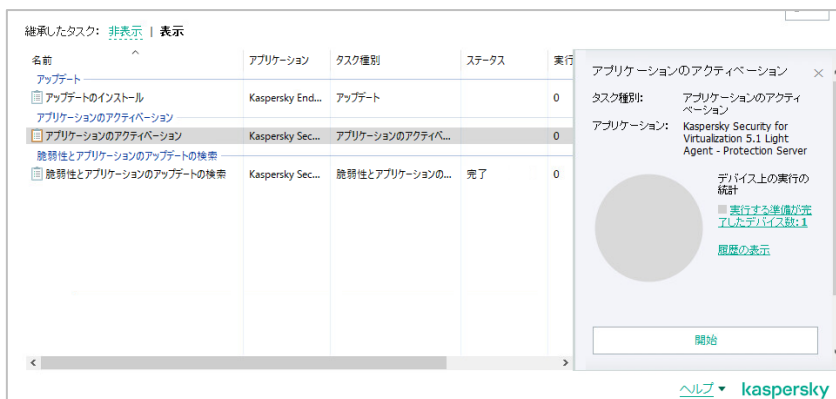 継承したタスク: 非表示 | 表示
名前 アプリケーション タスク種別 ステータス 実行
アップデート
アップデートのインストール Kaspersky End... アップデート 0
アプリケーションのアクティベーション
アプリケーションのアクティベーション Kaspersky Sec... アプリケーションのアクティベ... 0
脆弱性とアプリケーションのアップデートの検索
脆弱性とアプリケーションのアップデートの検索 Kaspersky Sec... 脆弱性とアプリケーションの... 完了 0
アプリケーションのアクティベーション
タスク種別: アプリケーションのアクティ
ベーション
アプリケーション: Kaspersky Security for
Virtualization 5.1 Light
Agent - Protection Server
デバイス上の実行の
統計
実行する準備が完
了したデバイス数: 1
履歴の表示
開始
ヘルプ kaspersky